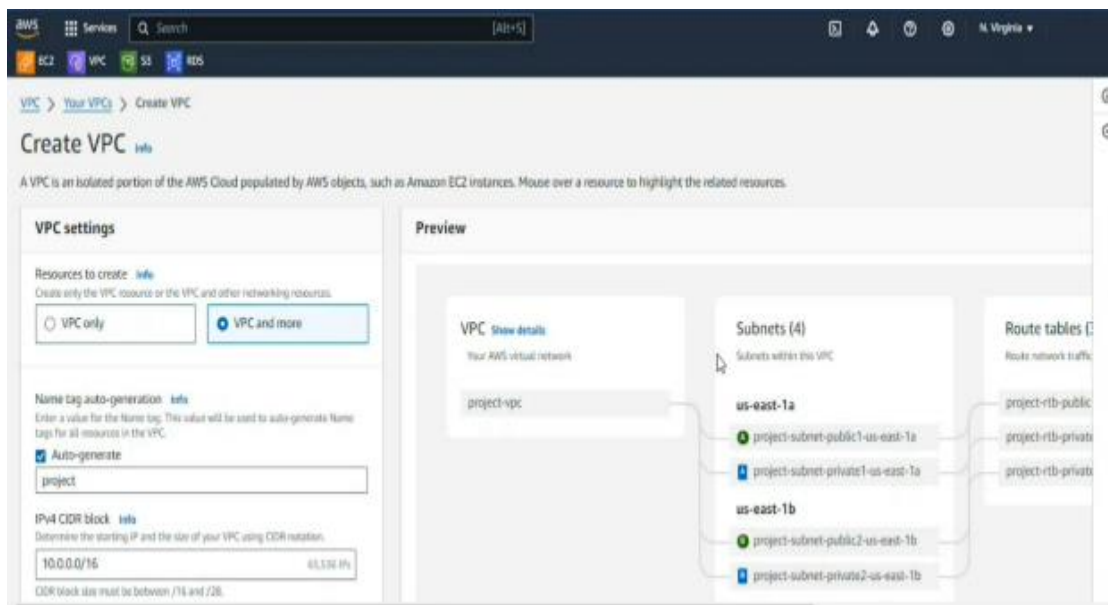 aws Services Search [Alt+S] N. Virginia
EC2 VPC S3 RDS
VPC > Your VPCs > Create VPC
Create VPC Info
A VPC is an isolated portion of the AWS Cloud populated by AWS objects, such as Amazon EC2 instances. Mouse over a resource to highlight the related resources.
VPC settings
Resources to create Info
Create only the VPC resource or the VPC and other networking resources.
VPC only
VPC and more
Name tag auto-generation Info
Enter a value for the Name tag. This value will be used to auto-generate Name
tags for all resources in the VPC.
Auto-generate
project
IPv4 CIDR block Info
Determine the starting IP and the size of your VPC using CIDR notation.
10.0.0.0/16 65,536 IPs
CIDR block size must be between /16 and /28.
Preview
VPC Show details
Your AWS virtual network
project-vpc
Subnets (4)
Subnets within this VPC
us-east-1a
A project-subnet-public1-us-east-1a
A project-subnet-private1-us-east-1a
us-east-1b
B project-subnet-public2-us-east-1b
project-subnet-private2-us-east-1b
Route tables (
Route network traffic
project-rtb-public
project-rtb-private
project-rtb-private